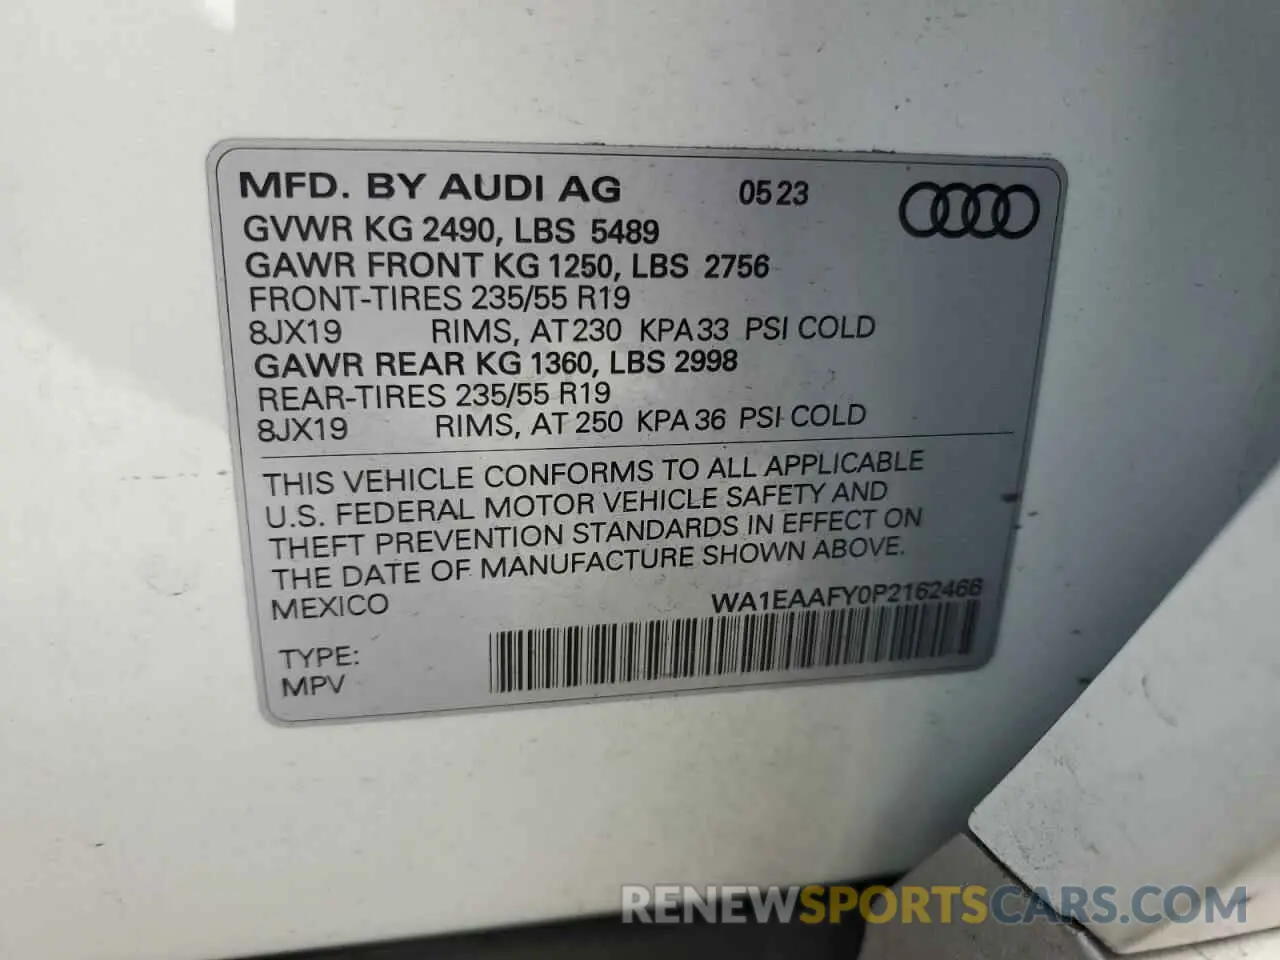 MFD. BY AUDI AG 0523
GVWR KG 2490, LBS 5489
GAWR FRONT KG 1250, LBS 2756
FRONT-TIRES 235/55 R19
8JX19 RIMS, AT 230 KPA 33 PSI COLD
GAWR REAR KG 1360, LBS 2998
REAR-TIRES 235/55 R19
8JX19 RIMS, AT 250 KPA 36 PSI COLD
THIS VEHICLE CONFORMS TO ALL APPLICABLE
U.S. FEDERAL MOTOR VEHICLE SAFETY AND
THEFT PREVENTION STANDARDS IN EFFECT ON
THE DATE OF MANUFACTURE SHOWN ABOVE.
MEXICO WA1EAAFY0P2162466
TYPE:
MPV
RENEWSPORTSCARS.COM